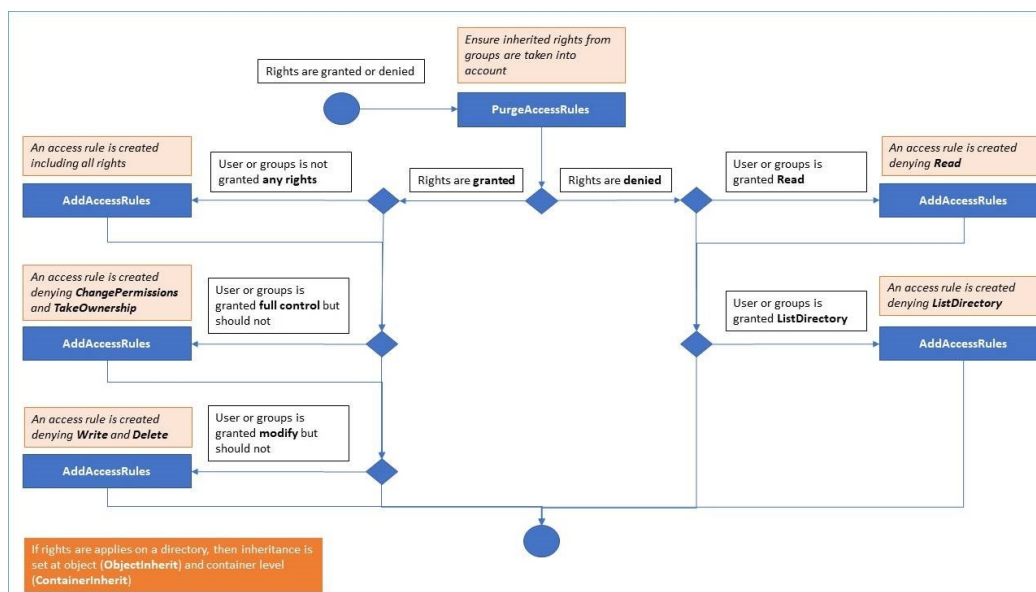 Ensure inherited rights from
groups are taken into
account
Rights are granted or denied
PurgeAccessRules
An access rule is created
including all rights
User or groups is not
granted any rights
Rights are granted
Rights are denied
User or groups is
granted Read
An access rule is created
denying Read
AddAccessRules
AddAccessRules
An access rule is created
denying ChangePermissions
and TakeOwnership
User or groups is
granted full control but
should not
User or groups is
granted ListDirectory
An access rule is created
denying ListDirectory
AddAccessRules
AddAccessRules
An access rule is created
denying Write and Delete
User or groups is
granted modify but
should not
AddAccessRules
If rights are applies on a directory, then inheritance is
set at object (ObjectInherit) and container level
(ContainerInherit)